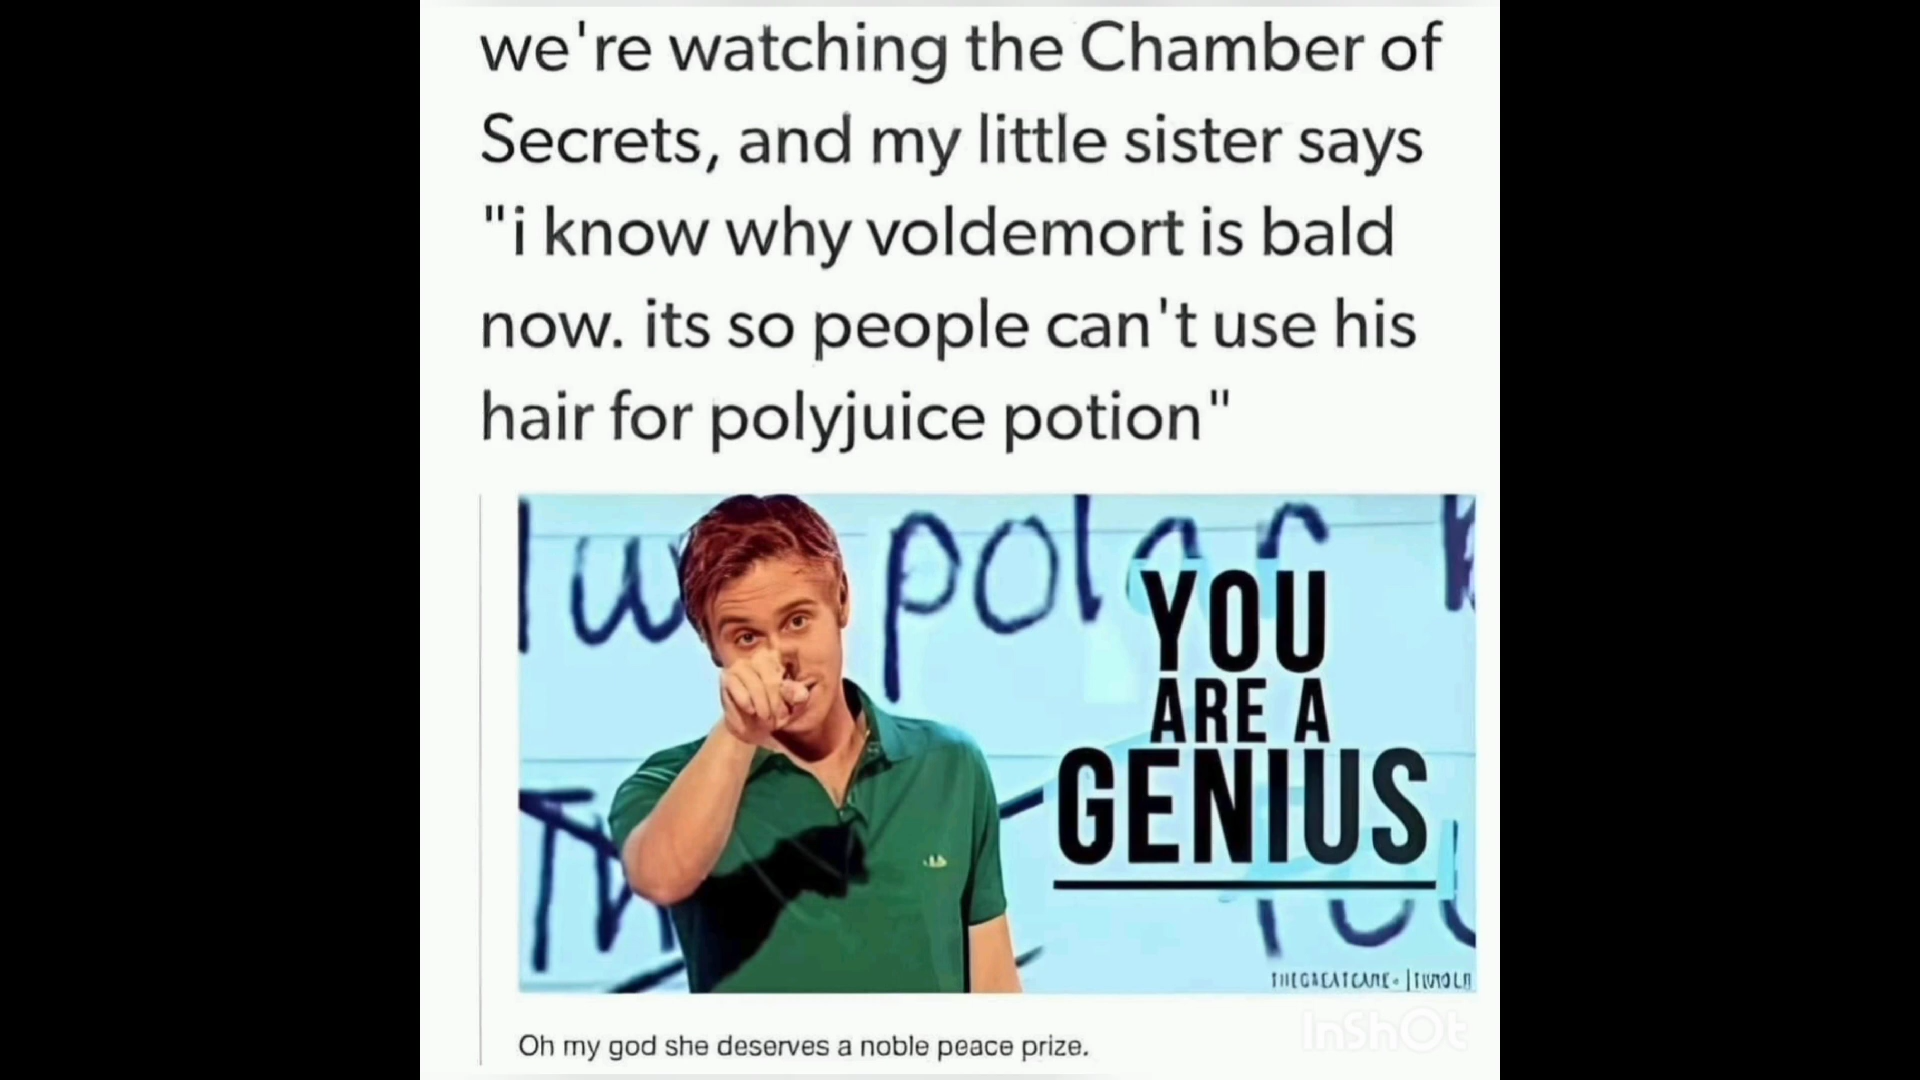 we're watching the Chamber of
Secrets, and my little sister says
"i know why voldemort is bald
now. its so people can't use his
hair for polyjuice potion"
polar
YOU
ARE A
GENIUS
Oh my god she deserves a noble peace prize.
InShOt